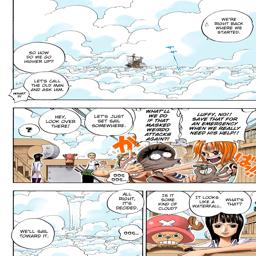 WE'RE
RIGHT BACK
WHERE WE
STARTED.
SO HOW
DO WE GO
HIGHER UP?
LET'S CALL
THE OLD MAN
AND ASK HIM.
WHAT?
LUFFY, NO!!
SAVE THAT FOR
AN EMERGENCY
WHEN WE REALLY
NEED HIS HELP!!
WHAT'LL
WE DO
IF THAT
MASKED
WEIRDO
ATTACKS
AGAIN?!
LET'S JUST
SET SAIL
SOMEWHERE.
HEY,
LOOK OVER
THERE!
?
WHAT'S
THAT?
IT LOOKS
LIKE A
WATERFALL.
IS IT
SOME
KIND OF
CLOUD?
ALL
RIGHT,
IT'S
DECIDED.
WE'LL SAIL
TOWARD IT.